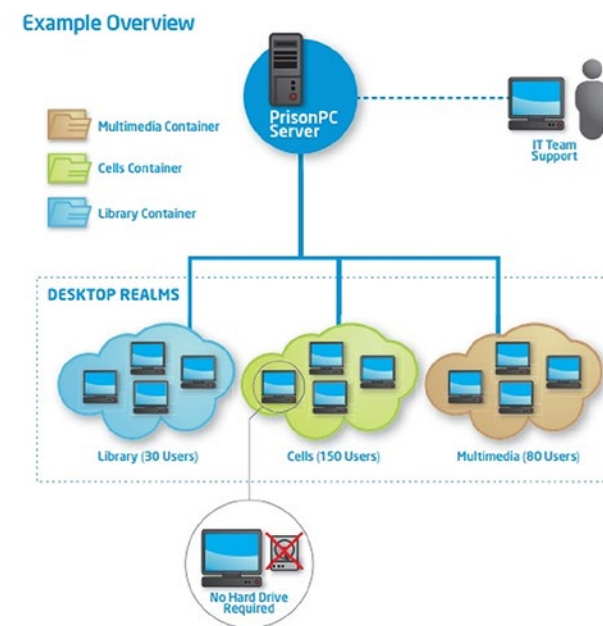 Example Overview
PrisonPC
Server
IT Team
Support
Multimedia Container
Cells Container
Library Container
DESKTOP REALMS
Library (30 Users)
Cells (150 Users)
Multimedia (80 Users)
No Hard Drive
Required